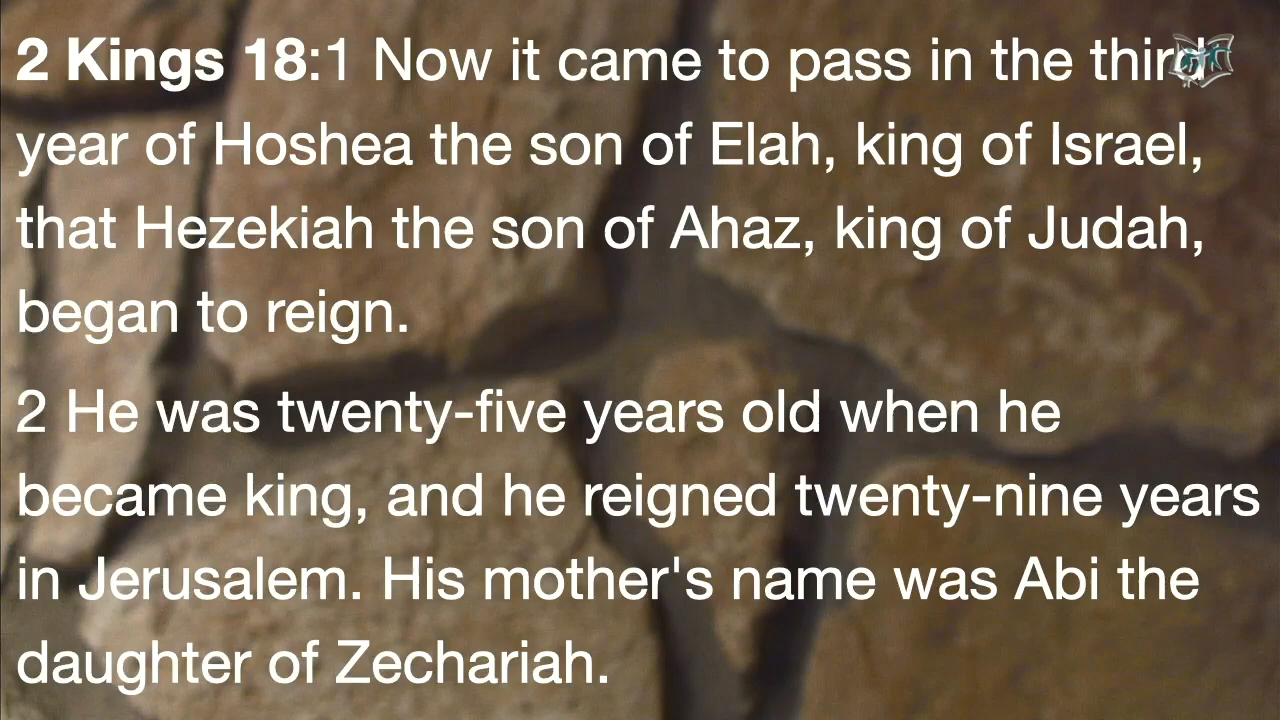 2 Kings 18:1 Now it came to pass in the third
year of Hoshea the son of Elah, king of Israel,
that Hezekiah the son of Ahaz, king of Judah,
began to reign.
2 He was twenty-five years old when he
became king, and he reigned twenty-nine years
in Jerusalem. His mother's name was Abi the
daughter of Zechariah.